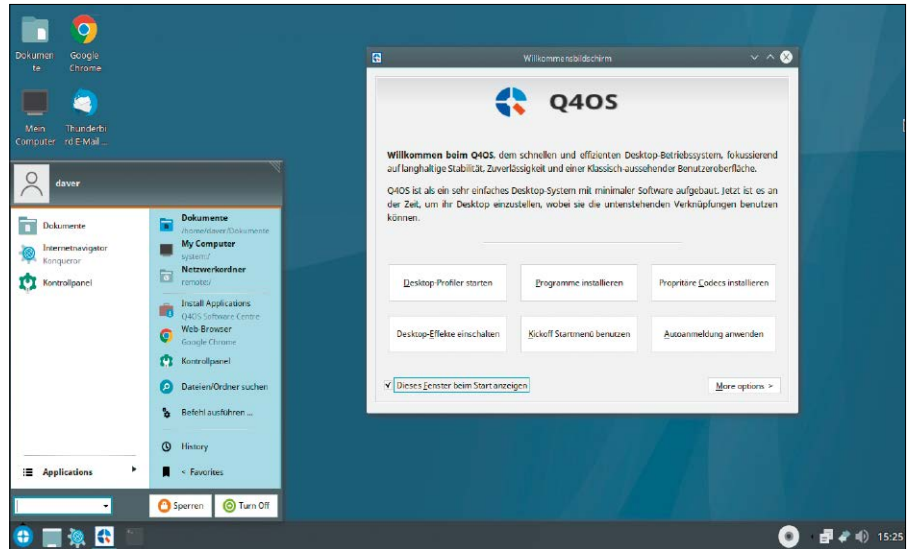 Dokumen
te
Google
Chrome
Mein
Computer
Thunderbi
rd E-Mail ...
daver
Dokumente
Internetnavigator
Konqueror
Kontrollpanel
Applications
Dokumente
/home/daver/Dokumente
My Computer
system:/
Netzwerkordner
remote:/
Install Applications
Q4OS Software Centre
Web Browser
Google Chrome
Kontrollpanel
Dateien/Ordner suchen
Befehl ausführen ...
History
< Favorites
Sperren
Turn Off
Willkommensbildschirm
Q4OS
Willkommen beim Q4OS, dem schnellen und effizienten Desktop-Betriebssystem, fokussierend
auf langhaltige Stabilität, Zuverlässigkeit und einer Klassisch-aussehender Benutzeroberfläche.
Q4OS ist als ein sehr einfaches Desktop-System mit minimaler Software aufgebaut. Jetzt ist es an
der Zeit, um ihr Desktop einzustellen, wobei sie die untenstehenden Verknüpfungen benutzen
können.
Desktop-Profiler starten
Programme installieren
Propritäre Codecs installieren
Desktop-Effekte einschalten
Kickoff Startmenü benutzen
Autoanmeldung anwenden
Dieses Fenster beim Start anzeigen
More options >
15:25